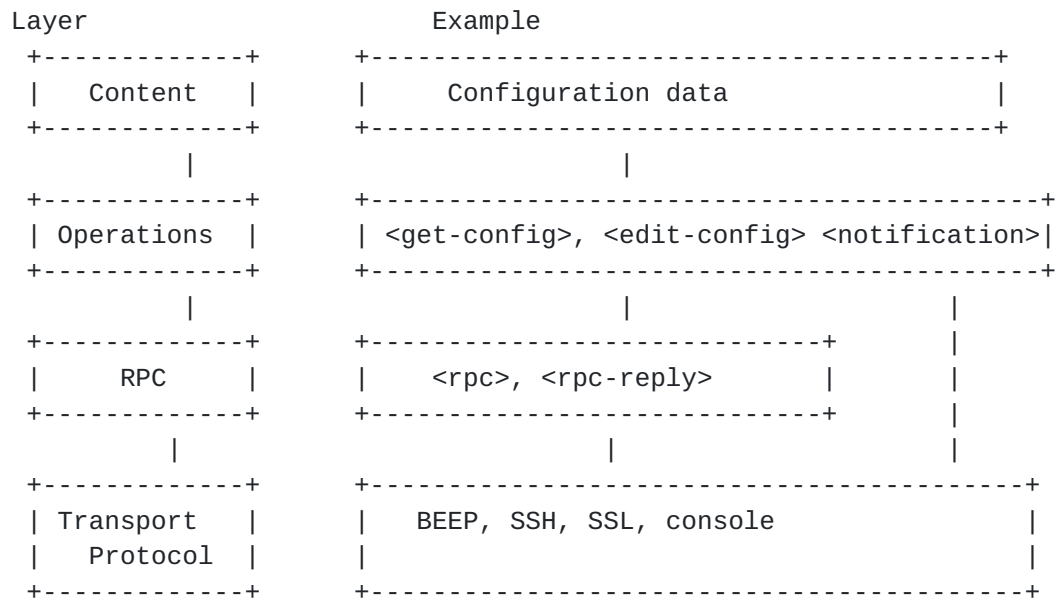 Layer                      Example
 +-------------+      +----------------------------------------+
 |   Content   |      |     Configuration data                 |
 +-------------+      +----------------------------------------+
           |                           |
 +-------------+      +-------------------------------------------+
 | Operations  |      | <get-config>, <edit-config> <notification>|
 +-------------+      +-------------------------------------------+
           |                           |                    |
 +-------------+      +-----------------------------+       |
 |     RPC     |      |    <rpc>, <rpc-reply>       |       |
 +-------------+      +-----------------------------+       |
          |                           |                     |
 +-------------+      +------------------------------------------+
 | Transport   |      |   BEEP, SSH, SSL, console                |
 |   Protocol  |      |                                          |
 +-------------+      +------------------------------------------+